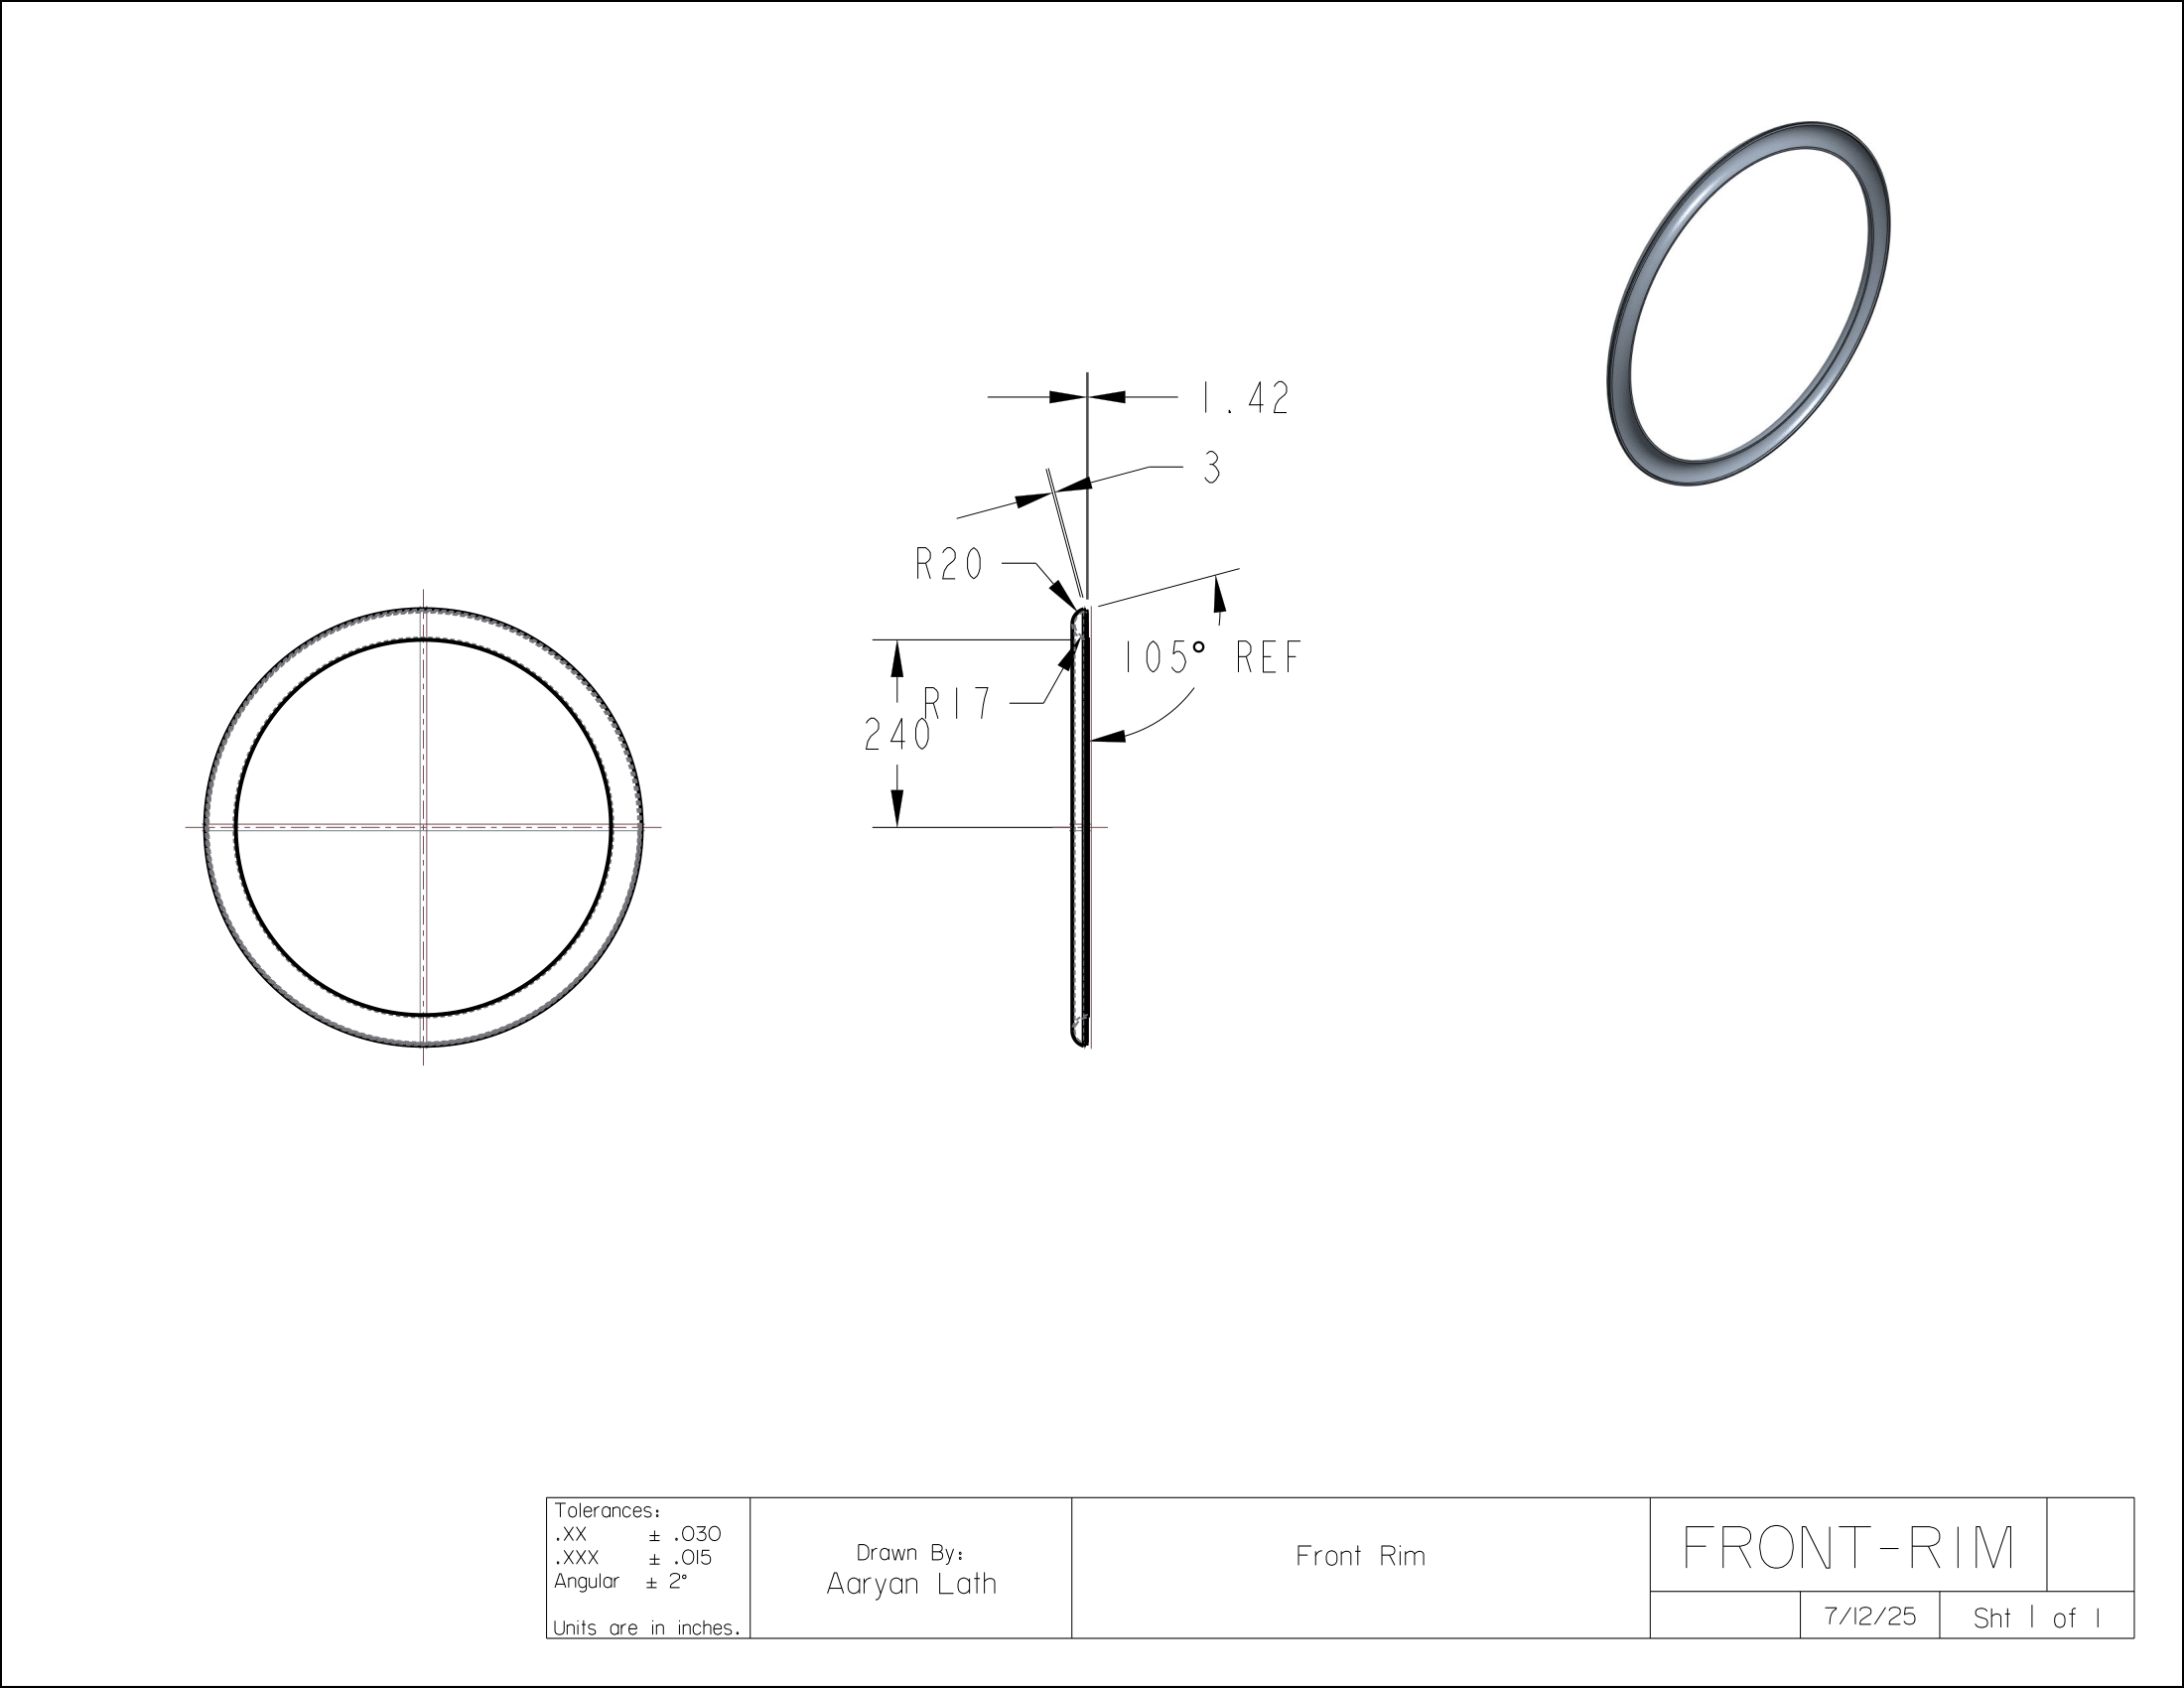 1.42
3
R20
105° REF
R17
240
Tolerances:
.XX ± .030
.XXX ± .015
Angular ± 2°
Units are in inches.
Drawn By:
Aaryan Lath
Front Rim
FRONT-RIM
7/12/25
Sht 1 of 1